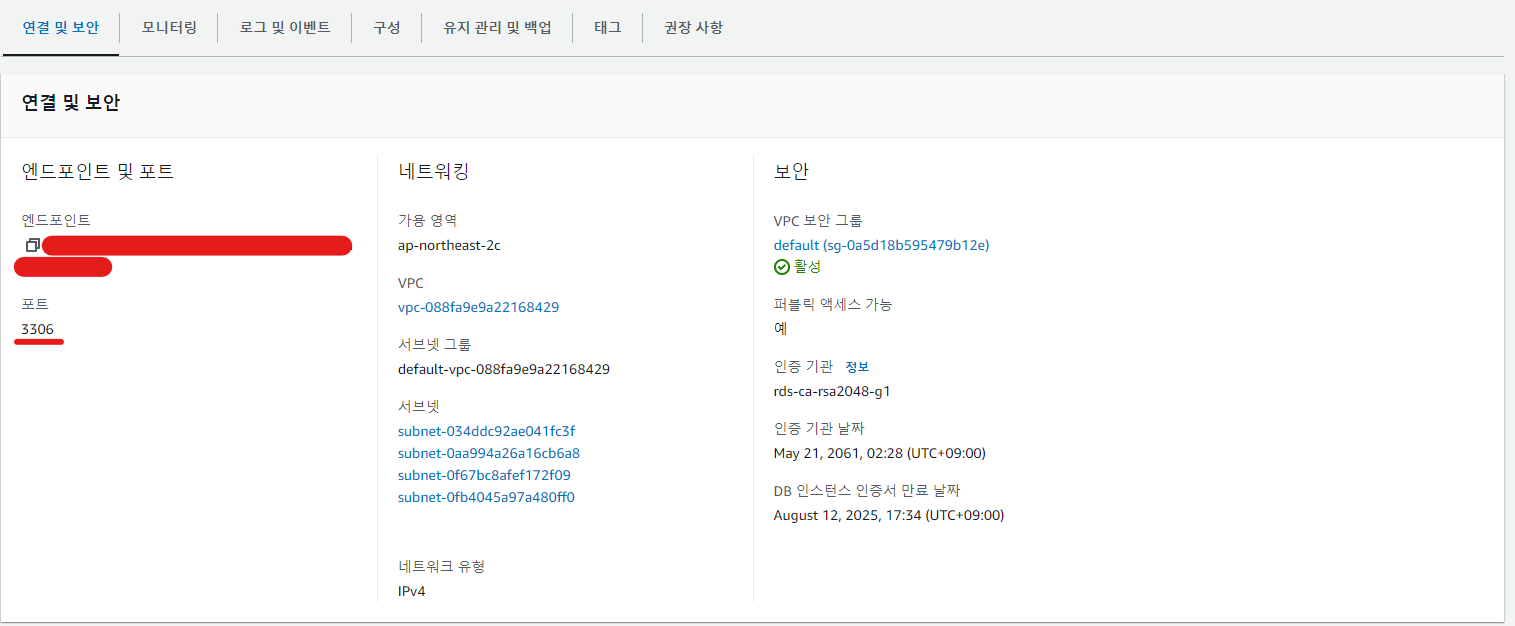 연결 및 보안
모니터링
로그 및 이벤트
구성
유지 관리 및 백업
태그
권장 사항
연결 및 보안
엔드포인트 및 포트
엔드포인트
포트
3306
네트워킹
가용 영역
ap-northeast-2c
VPC
vpc-088fa9e9a22168429
서브넷 그룹
default-vpc-088fa9e9a22168429
서브넷
subnet-034ddc92ae041fc3f
subnet-0aa994a26a16cb6a8
subnet-0f67bc8afef172f09
subnet-0fb4045a97a480ff0
네트워크 유형
IPv4
보안
VPC 보안 그룹
default (sg-0a5d18b595479b12e)
활성
퍼블릭 액세스 가능
예
인증 기관 정보
rds-ca-rsa2048-g1
인증 기관 날짜
May 21, 2061, 02:28 (UTC+09:00)
DB 인스턴스 인증서 만료 날짜
August 12, 2025, 17:34 (UTC+09:00)